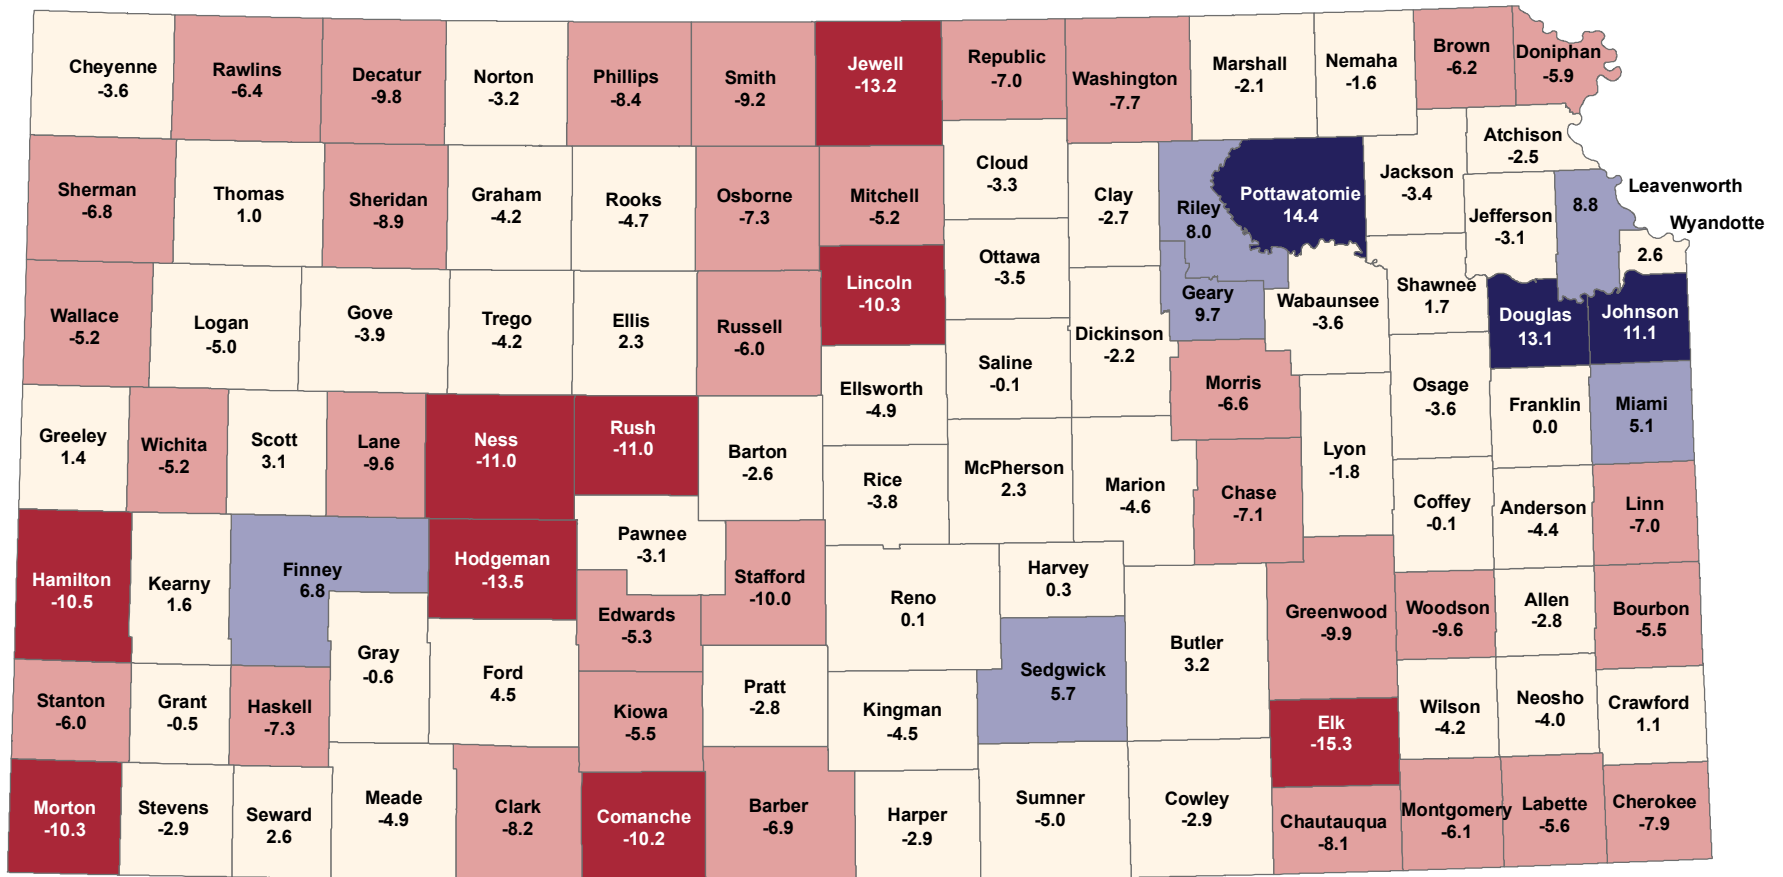 Cheyenne
-3.6
Rawlins
-6.4
Decatur
-9.8
Norton
-3.2
Phillips
-8.4
Smith
-9.2
Jewell
-13.2
Republic
-7.0
Washington
-7.7
Marshall
-2.1
Nemaha
-1.6
Brown
-6.2
Doniphan
-5.9
Sherman
-6.8
Thomas
1.0
Sheridan
-8.9
Graham
-4.2
Rooks
-4.7
Osborne
-7.3
Mitchell
-5.2
Cloud
-3.3
Clay
-2.7
Riley
8.0
Pottawatomie
14.4
Jackson
-3.4
Atchison
-2.5
Jefferson
-3.1
Leavenworth
8.8
Wyandotte
2.6
Wallace
-5.2
Logan
-5.0
Gove
-3.9
Trego
-4.2
Ellis
2.3
Russell
-6.0
Lincoln
-10.3
Ottawa
-3.5
Saline
-0.1
Dickinson
-2.2
Geary
9.7
Wabaunsee
-3.6
Shawnee
1.7
Douglas
13.1
Johnson
11.1
Greeley
1.4
Wichita
-5.2
Scott
3.1
Lane
-9.6
Ness
-11.0
Rush
-11.0
Barton
-2.6
Ellsworth
-4.9
Rice
-3.8
McPherson
2.3
Marion
-4.6
Morris
-6.6
Chase
-7.1
Lyon
-1.8
Osage
-3.6
Franklin
0.0
Miami
5.1
Coffey
-0.1
Anderson
-4.4
Linn
-7.0
Hamilton
-10.5
Kearny
1.6
Finney
6.8
Hodgeman
-13.5
Pawnee
-3.1
Edwards
-5.3
Stafford
-10.0
Reno
0.1
Harvey
0.3
Sedgwick
5.7
Butler
3.2
Greenwood
-9.9
Woodson
-9.6
Allen
-2.8
Bourbon
-5.5
Stanton
-6.0
Grant
-0.5
Haskell
-7.3
Gray
-0.6
Ford
4.5
Kiowa
-5.5
Pratt
-2.8
Kingman
-4.5
Elk
-15.3
Wilson
-4.2
Neosho
-4.0
Crawford
1.1
Morton
-10.3
Stevens
-2.9
Seward
2.6
Meade
-4.9
Clark
-8.2
Comanche
-10.2
Barber
-6.9
Harper
-2.9
Sumner
-5.0
Cowley
-2.9
Chautauqua
-8.1
Montgomery
-6.1
Labette
-5.6
Cherokee
-7.9